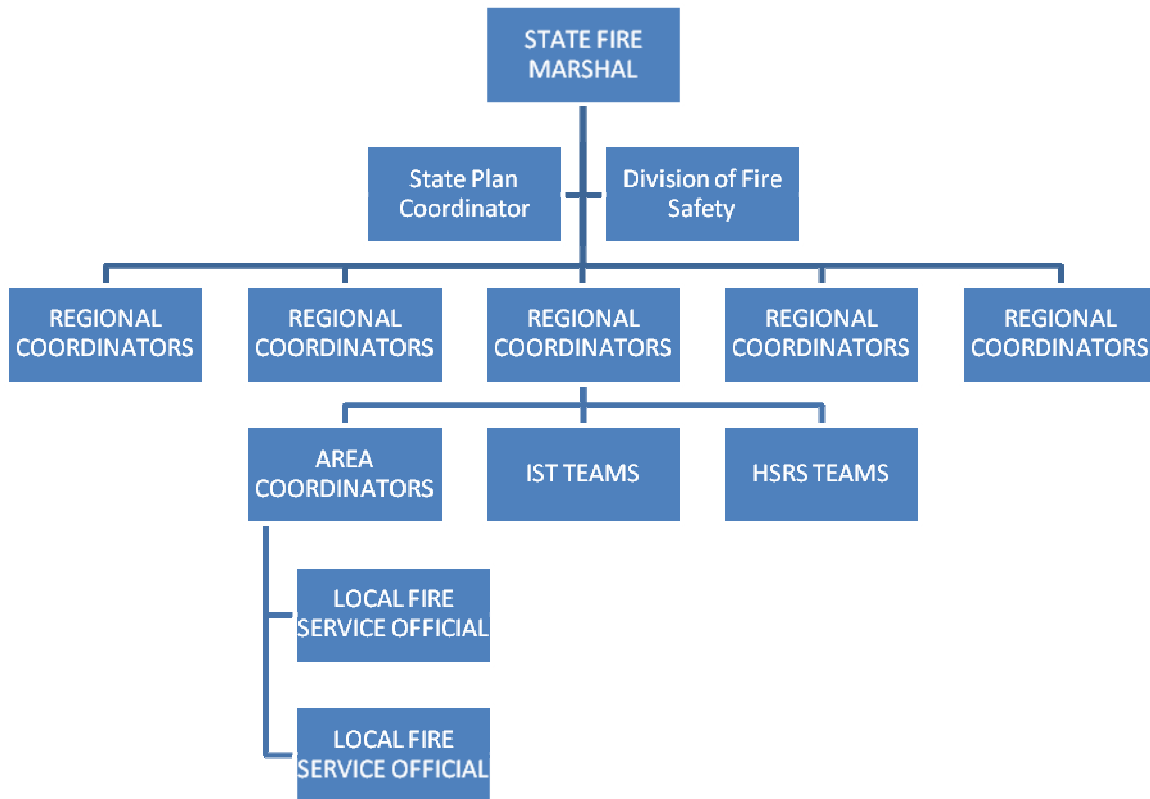 STATE FIRE
MARSHAL
State Plan
Coordinator
Division of Fire
Safety
REGIONAL
COORDINATORS
REGIONAL
COORDINATORS
REGIONAL
COORDINATORS
REGIONAL
COORDINATORS
REGIONAL
COORDINATORS
AREA
COORDINATORS
IST TEAMS
HSRS TEAMS
LOCAL FIRE
SERVICE OFFICIAL
LOCAL FIRE
SERVICE OFFICIAL